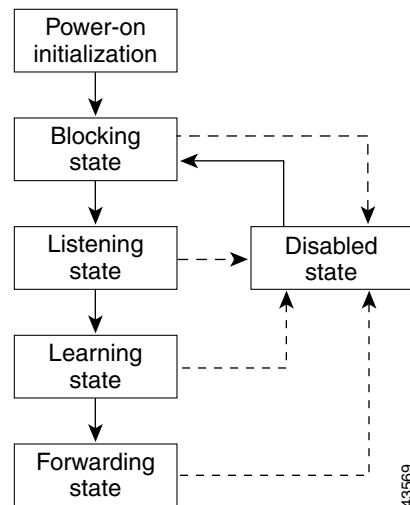 Power-on
initialization
Blocking
state
Listening
state
Disabled
state
Learning
state
Forwarding
state
43569